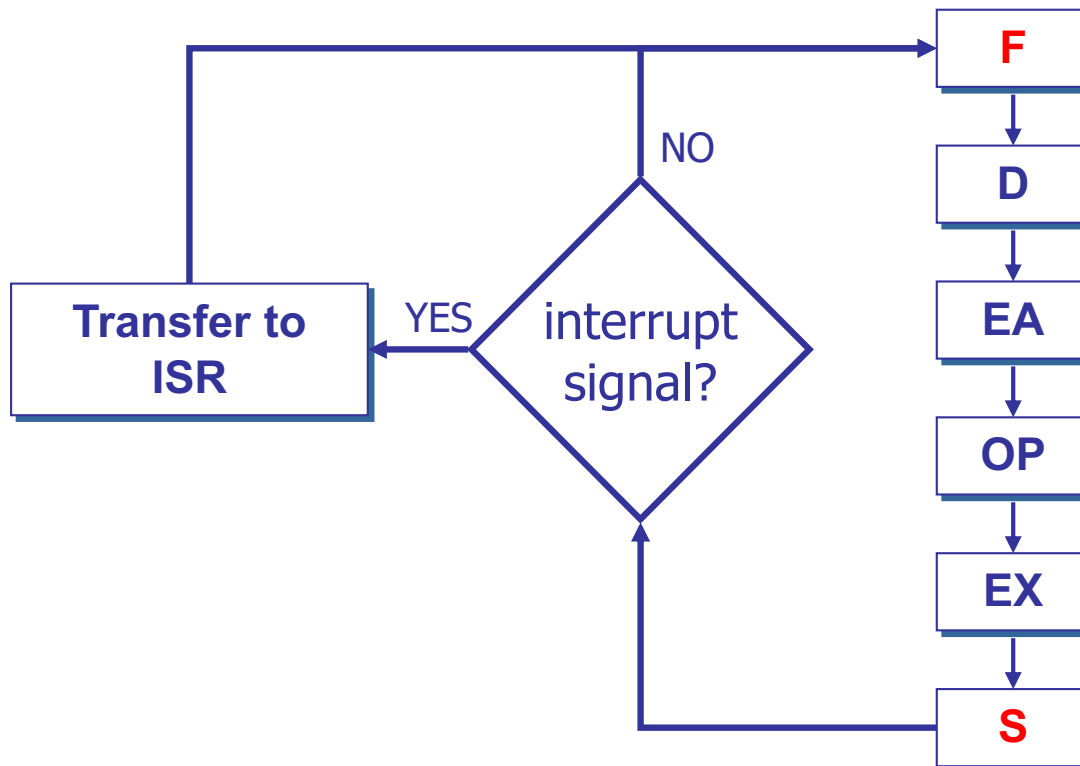 F
NO
D
Transfer to
ISR
YES
interrupt
signal?
EA
OP
EX
S